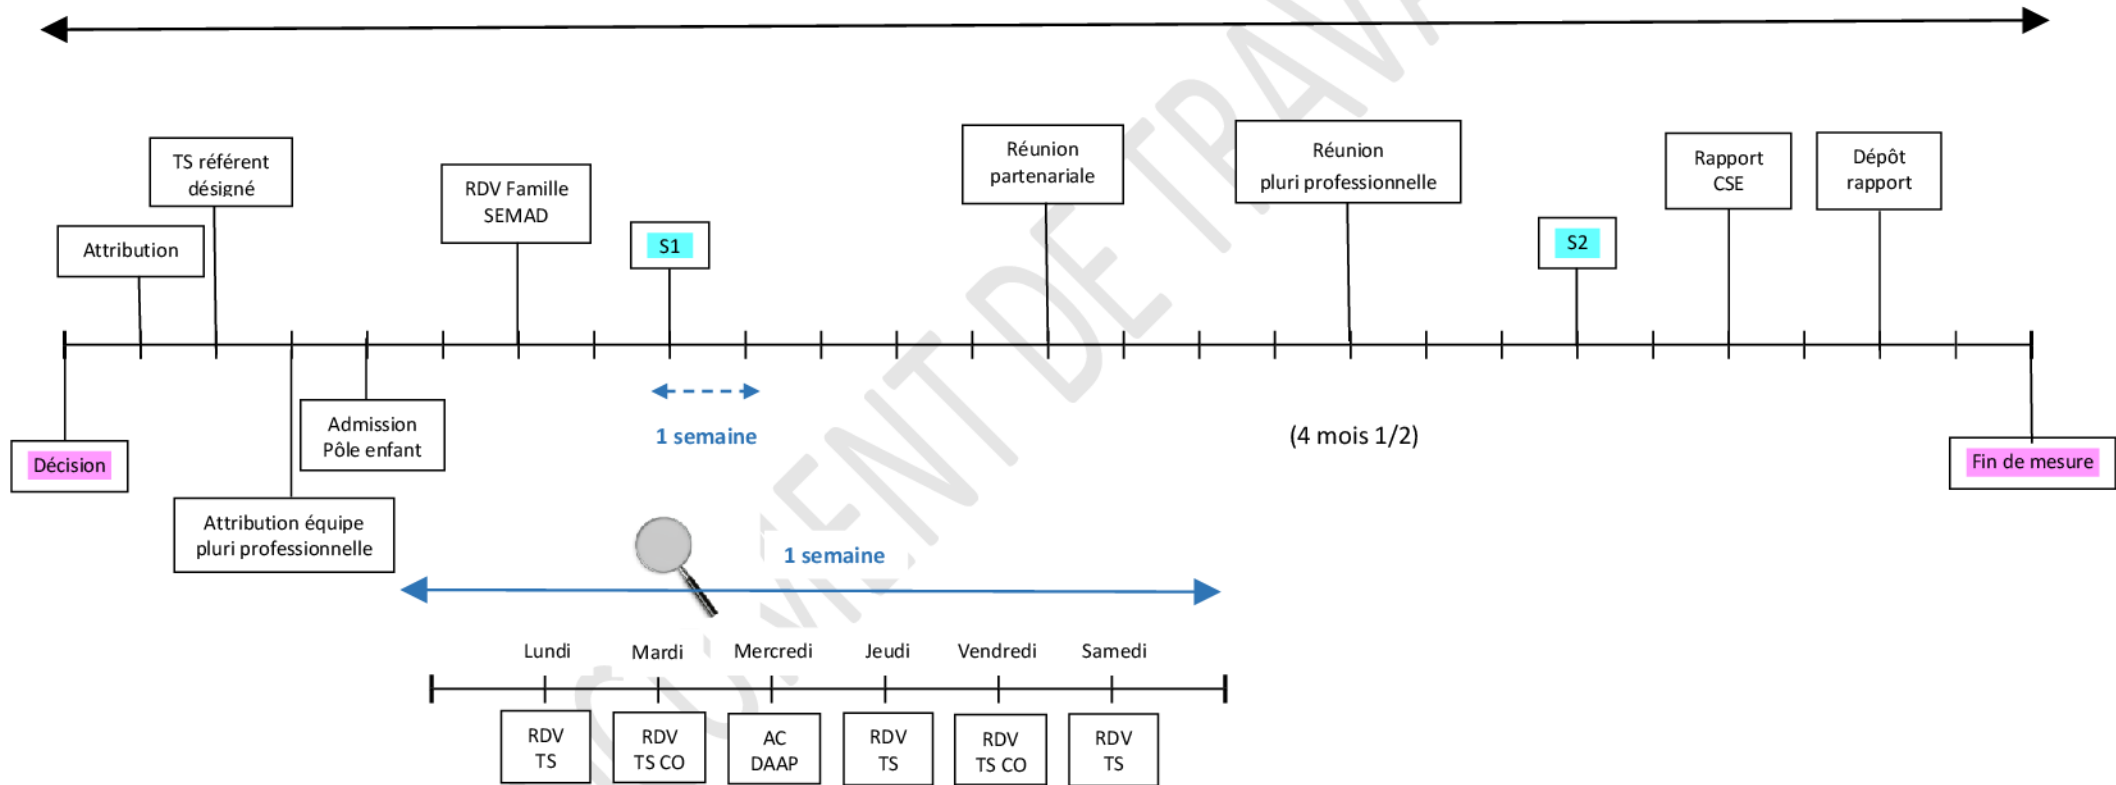 TS référent
désigné
Attribution
RDV Famille
SEMAD
S1
Réunion
partenariale
Réunion
pluri professionnelle
S2
Rapport
CSE
Dépôt
rapport
Décision
Attribution équipe
pluri professionnelle
Admission
Pôle enfant
1 semaine
(4 mois 1/2)
Fin de mesure
1 semaine
Lundi
Mardi
Mercredi
Jeudi
Vendredi
Samedi
RDV
TS
RDV
TS CO
AC
DAAP
RDV
TS
RDV
TS CO
RDV
TS